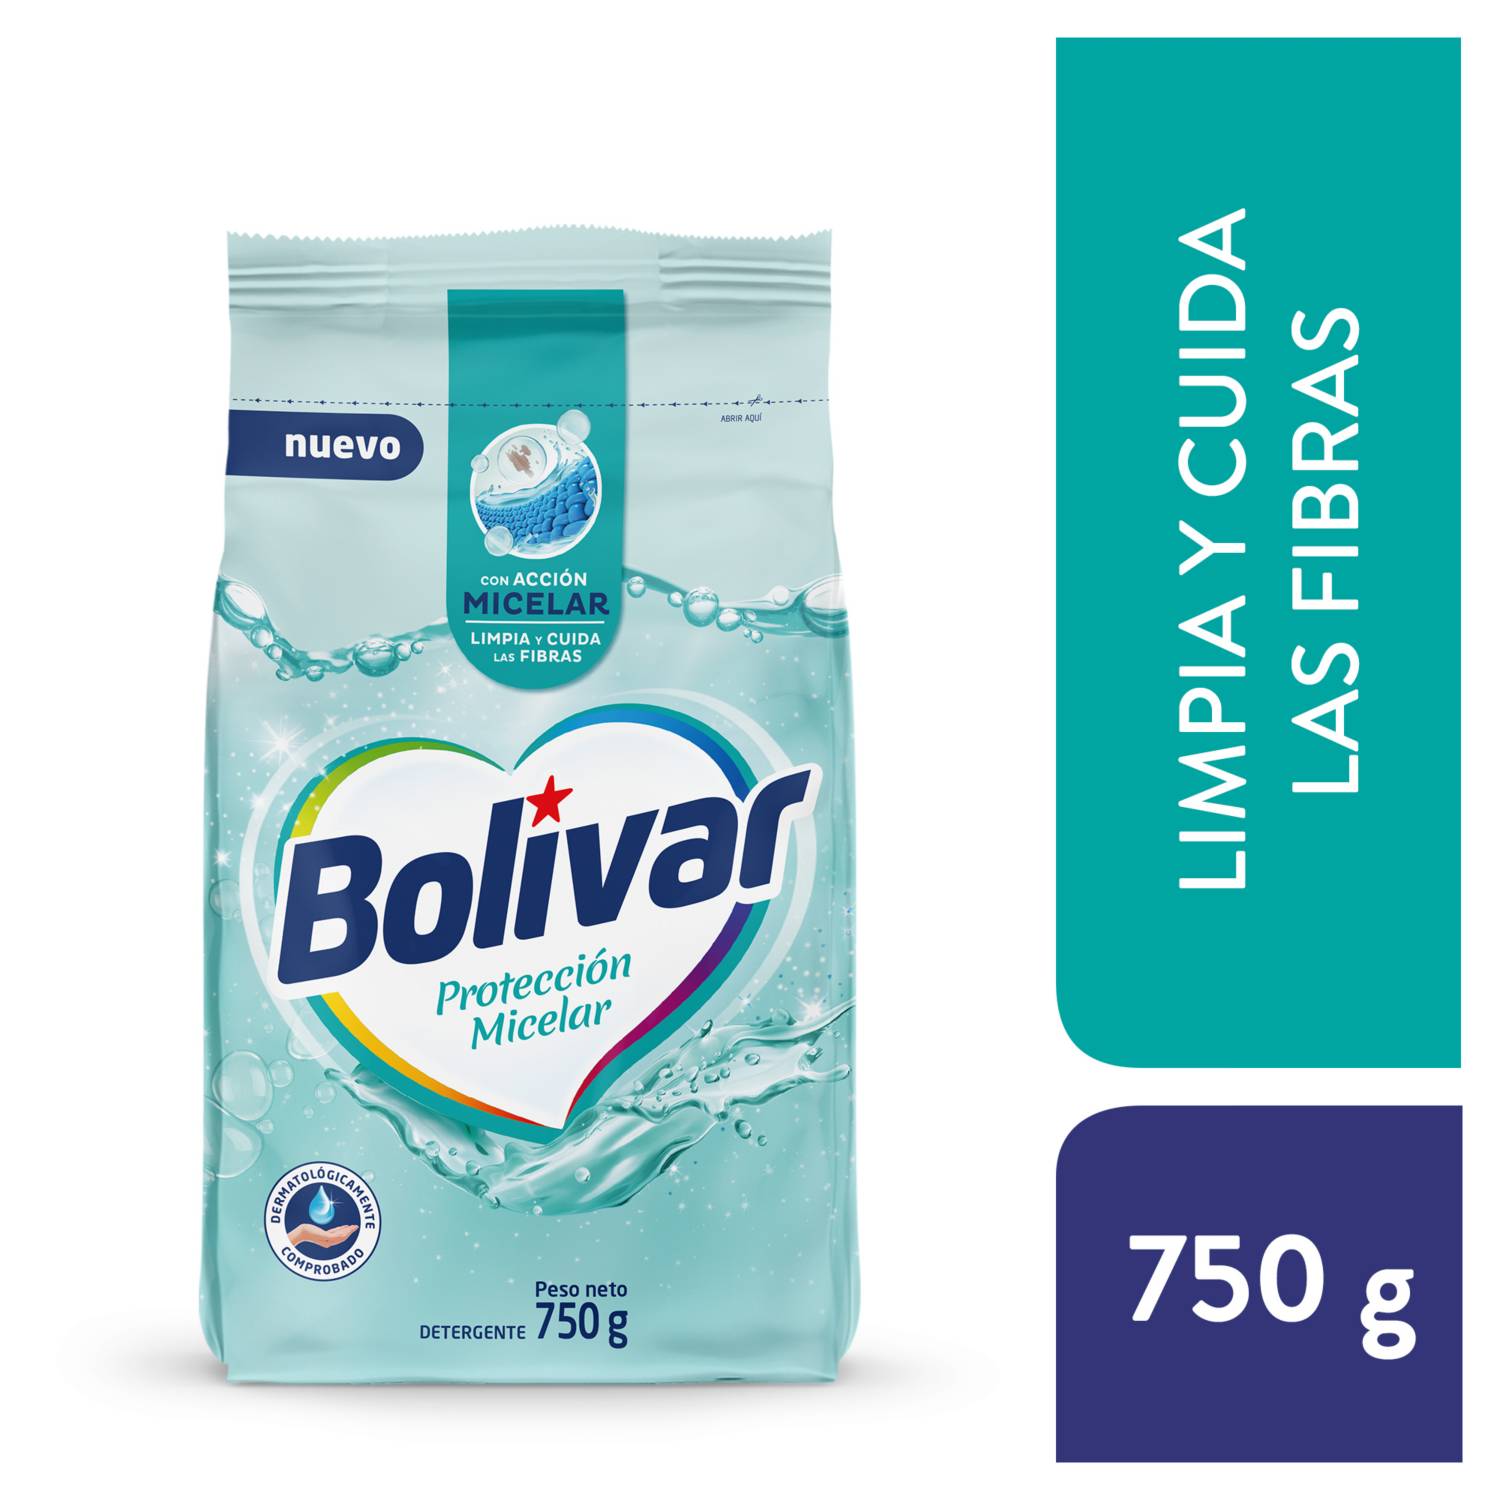 nuevo
ABRIR AQUÍ
CON ACCIÓN
MICELAR
LIMPIA Y CUIDA
LAS FIBRAS
Bolivar
Protección
Micelar
DERMATOLÓGICAMENTE
COMPROBADO
Peso neto
DETERGENTE 750 g
LIMPIA Y CUIDA
LAS FIBRAS
750 g